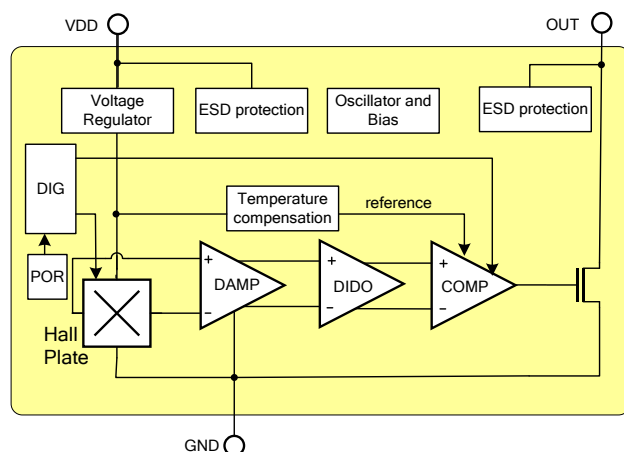 VDD
OUT
Voltage
Regulator
ESD protection
Oscillator and
Bias
ESD protection
DIG
Temperature
compensation
reference
POR
+
DAMP
−
+
DIDO
−
+
COMP
−
Hall
Plate
GND